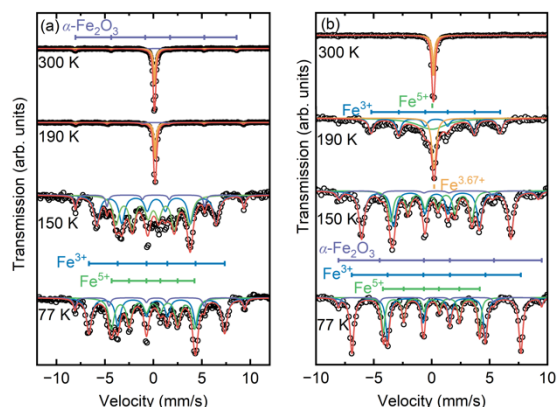 (a)
α-Fe₂O₃
300 K
190 K
150 K
Fe³⁺
Fe⁵⁺
77 K
Transmission (arb. units)
−10 −5 0 5 10
Velocity (mm/s)
(b)
300 K
Fe⁵⁺
Fe³⁺
190 K
Fe³·⁶⁷⁺
150 K
α-Fe₂O₃
Fe³⁺
Fe⁵⁺
77 K
Transmission (arb. units)
−10 −5 0 5 10
Velocity (mm/s)